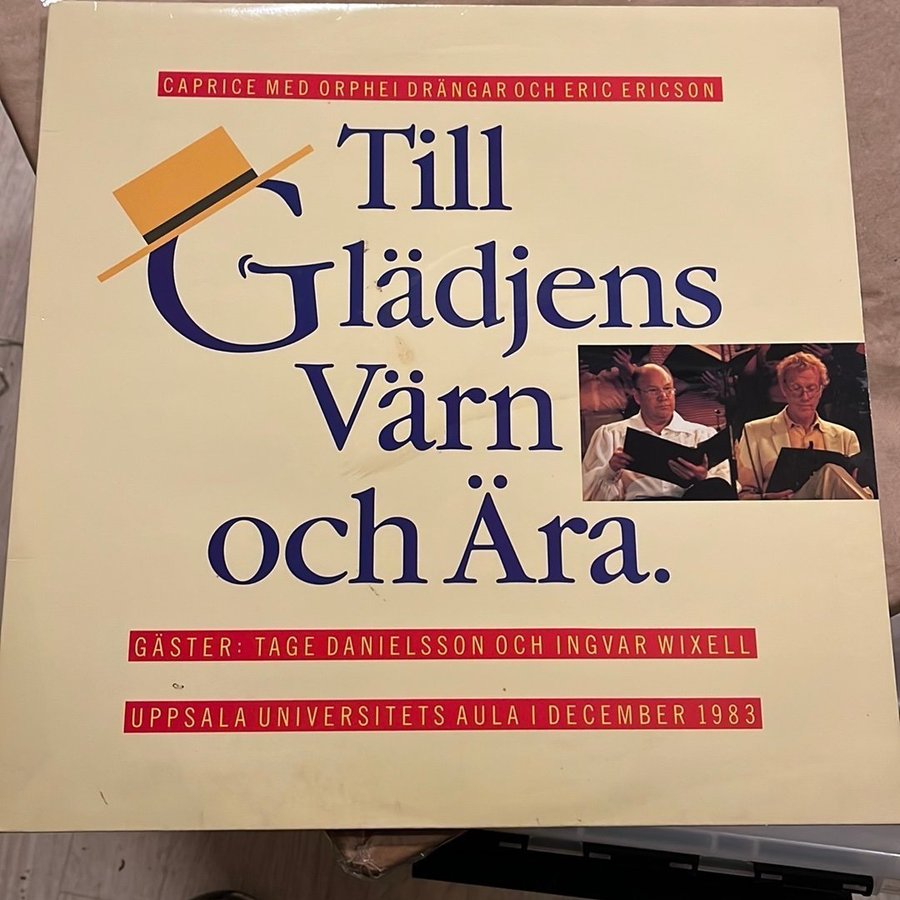 CAPRICE MED ORPHEI DRÄNGAR OCH ERIC ERICSON
Till
Glädjens
Värn
och Ära.
GÄSTER: TAGE DANIELSSON OCH INGVAR WIXELL
UPPSALA UNIVERSITETS AULA I DECEMBER 1983